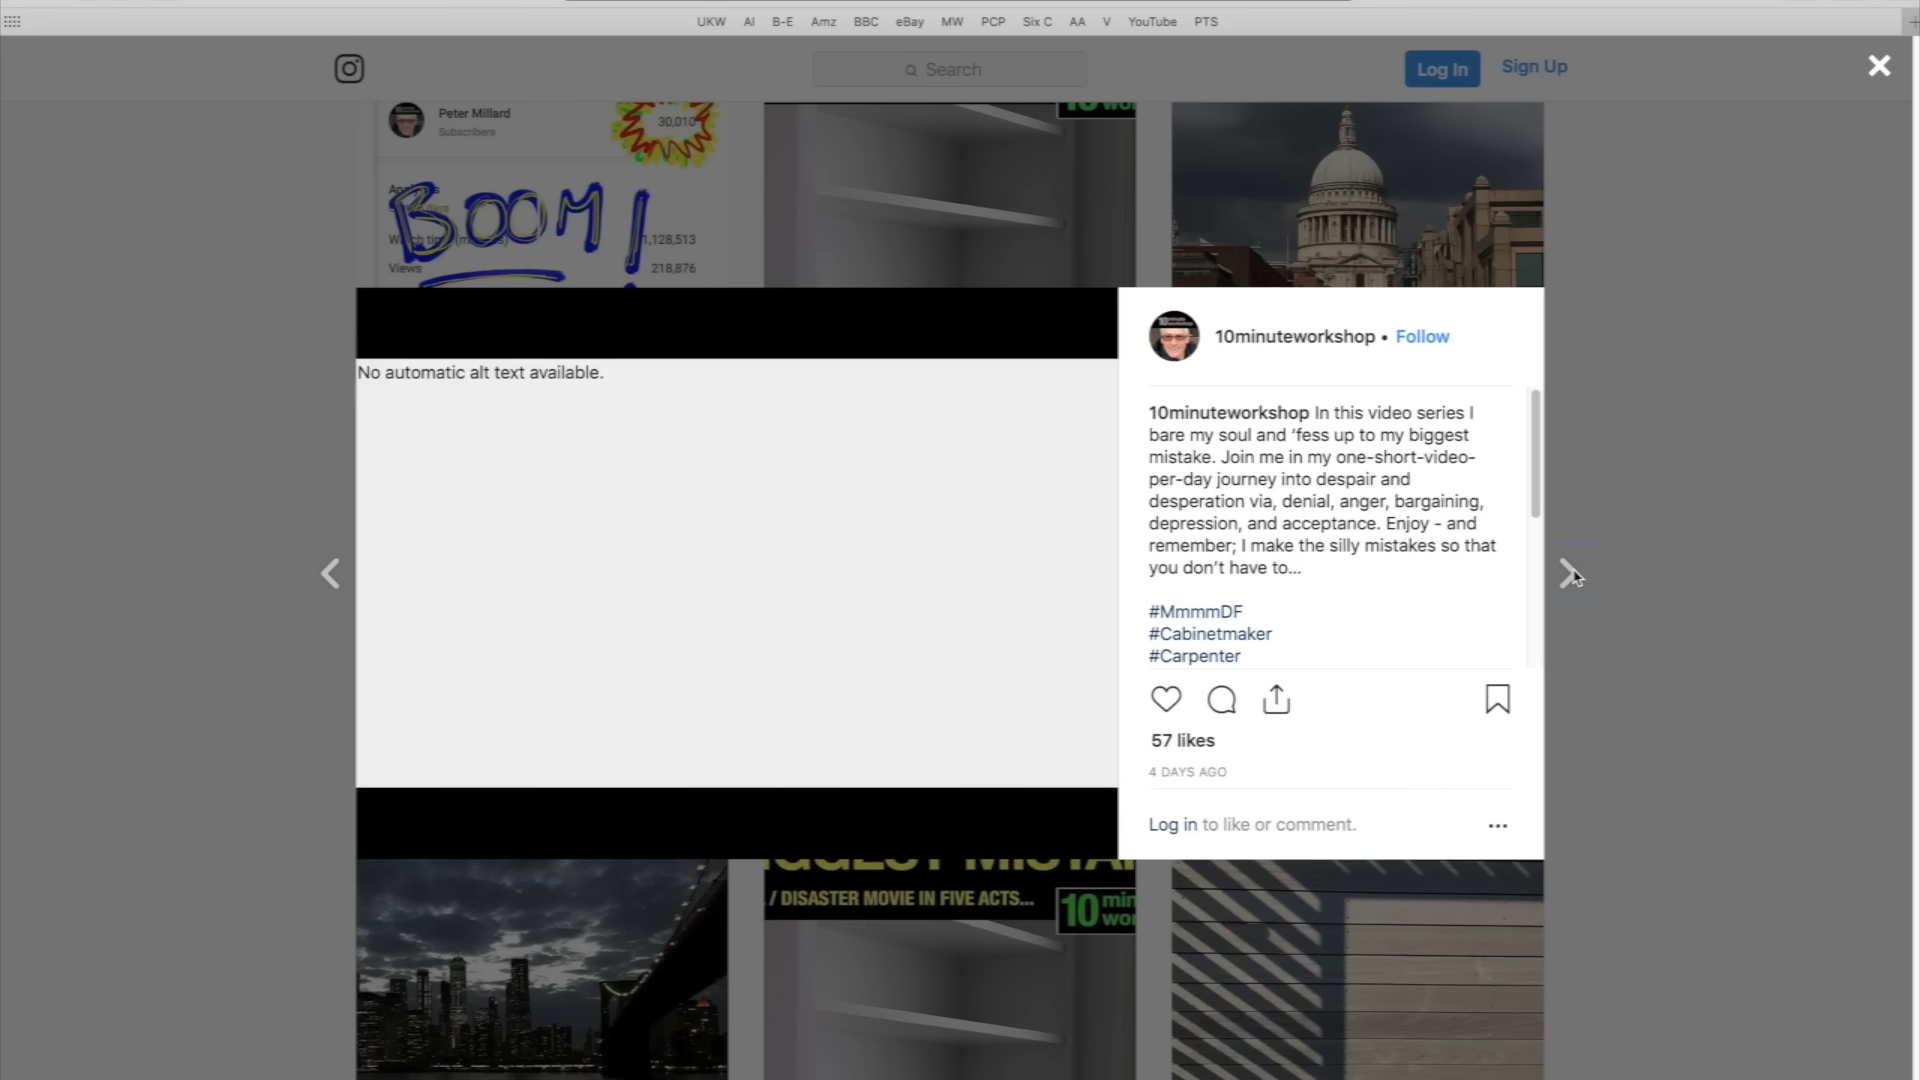 UKW AI B-E Amz BBC eBay MW PCP Six C AA V YouTube PTS
Search
Log In
Sign Up
Peter Millard
Subscribers
30,010
BOOM!
1,128,513
Views
218,876
10minuteworkshop • Follow
No automatic alt text available.
10minuteworkshop In this video series I
bare my soul and ‘fess up to my biggest
mistake. Join me in my one-short-video-
per-day journey into despair and
desperation via, denial, anger, bargaining,
depression, and acceptance. Enjoy - and
remember; I make the silly mistakes so that
you don’t have to...
#MmmmDF
#Cabinetmaker
#Carpenter
57 likes
4 DAYS AGO
Log in to like or comment.
/ DISASTER MOVIE IN FIVE ACTS...
10